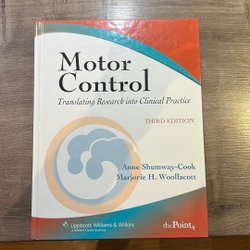 Motor
Control
Translating Research into Clinical Practice
THIRD EDITION
Anne Shumway-Cook
Marjorie H. Woollacott
Lippincott Williams & Wilkins
thePoint